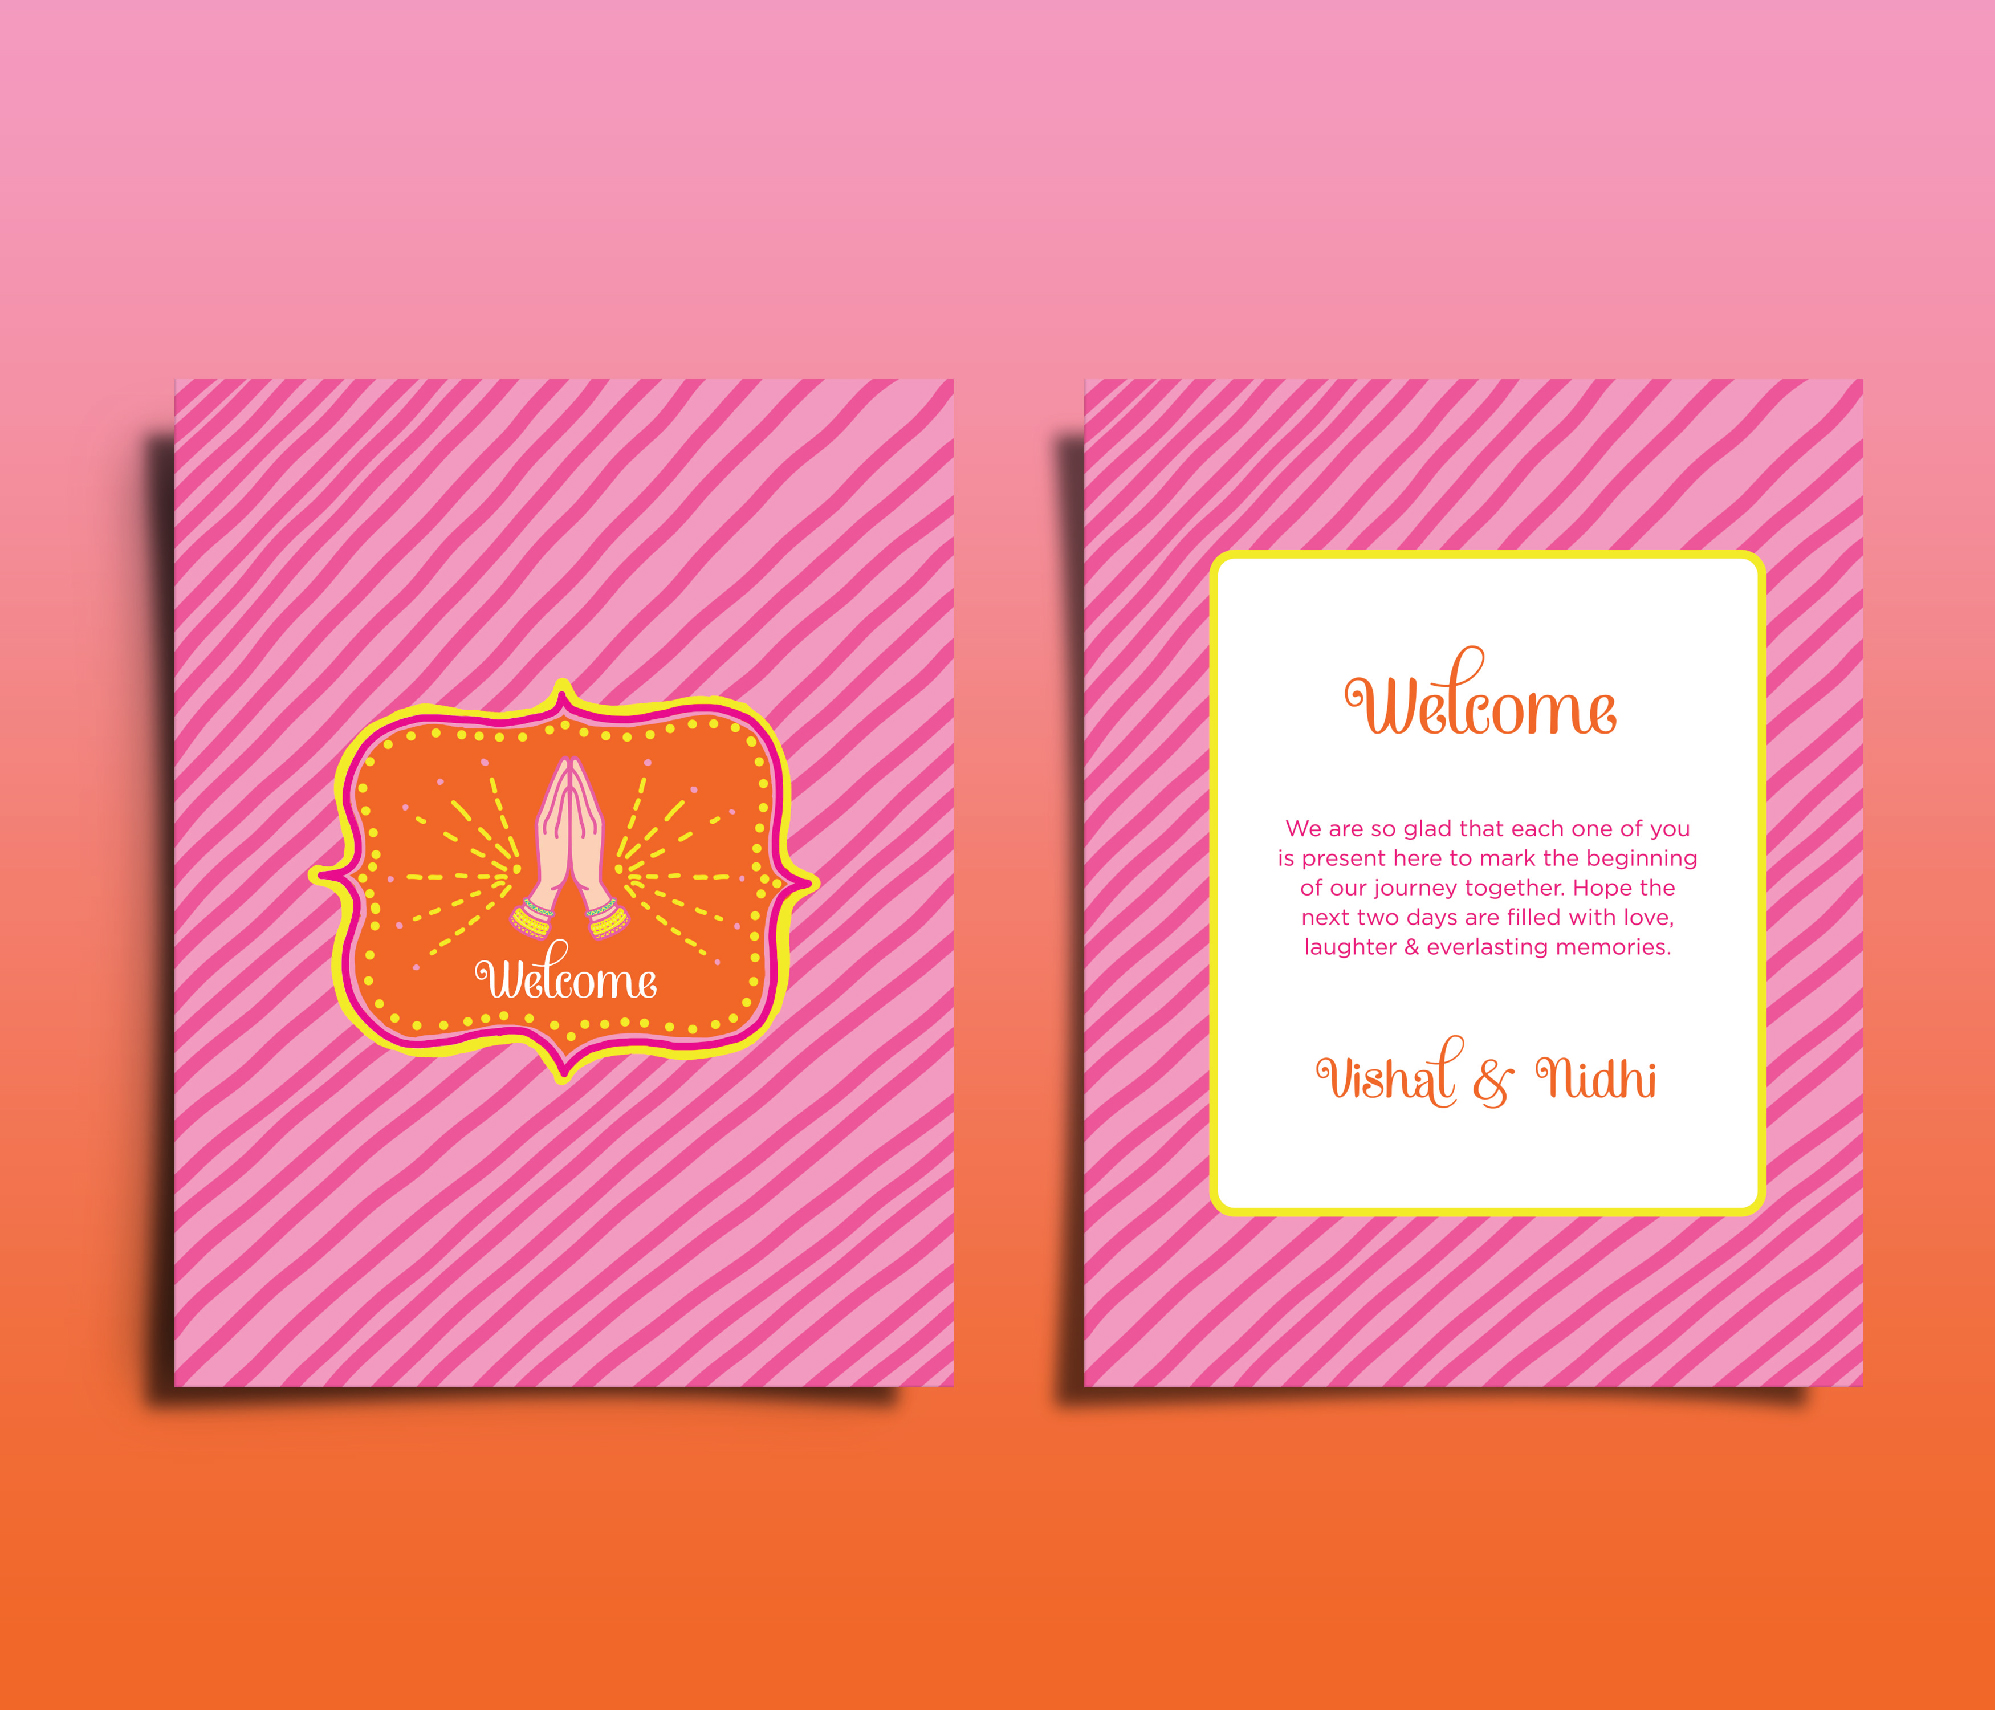 Welcome
Welcome
We are so glad that each one of you
is present here to mark the beginning
of our journey together. Hope the
next two days are filled with love,
laughter & everlasting memories.
Vishal & Nidhi